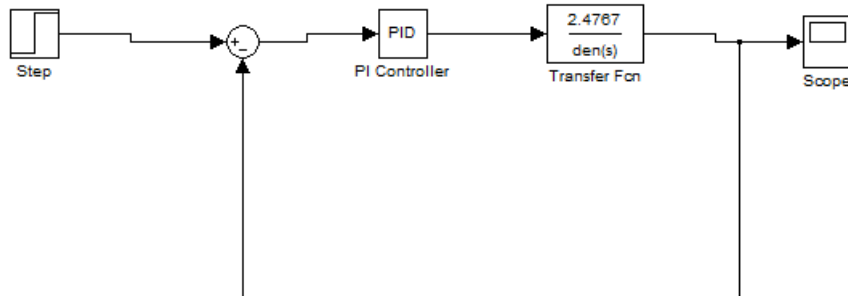 Step
+
−
PID
PI Controller
2.4767
den(s)
Transfer Fcn
Scope